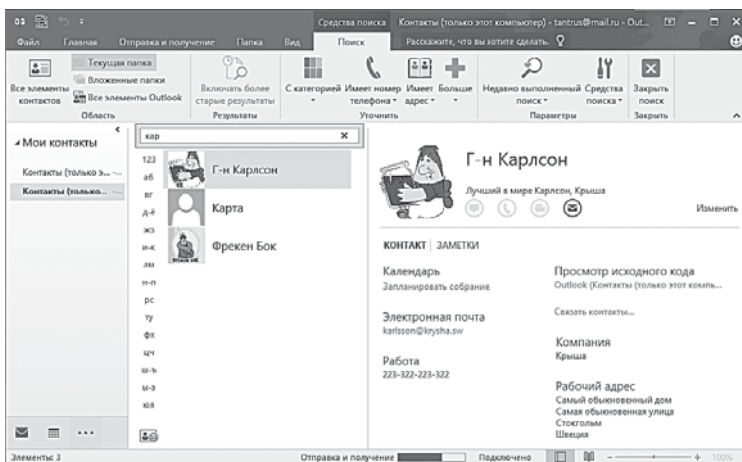 Средства поиска Контакты (только этот компьютер) - tantrus@mail.ru - Out...
Файл Главная Отправка и получение Папка Вид Поиск Расскажите, что вы хотите сделать.
Все элементы контактов
Текущая папка
Вложенные папки
Все элементы Outlook
Область
Включать более старые результаты
Результаты
С категорией
Имеет номер телефона
Имеет адрес
Больше
Уточнить
Недавно выполненный поиск
Средства поиска
Параметры
Закрыть поиск
Закрыть
Мои контакты
Контакты (только э...
Контакты (только...
кар
123
аб
вг
д-ё
жз
и-к
лм
н-п
рс
ту
фх
цч
ш-ъ
ы-э
юя
Г-н Карлсон
Карта
Фрекен Бок
Г-н Карлсон
Лучший в мире Карлсон, Крыша
Изменить
КОНТАКТ ЗАМЕТКИ
Календарь
Запланировать собрание
Электронная почта
karlsson@krysha.sw
Работа
223-322-223-322
Просмотр исходного кода
Outlook (Контакты (только этот компь...
Связать контакты...
Компания
Крыша
Рабочий адрес
Самый обыкновенный дом
Самая обыкновенная улица
Стокгольм
Швеция
Элементы: 3 Отправка и получение Подключено 100%